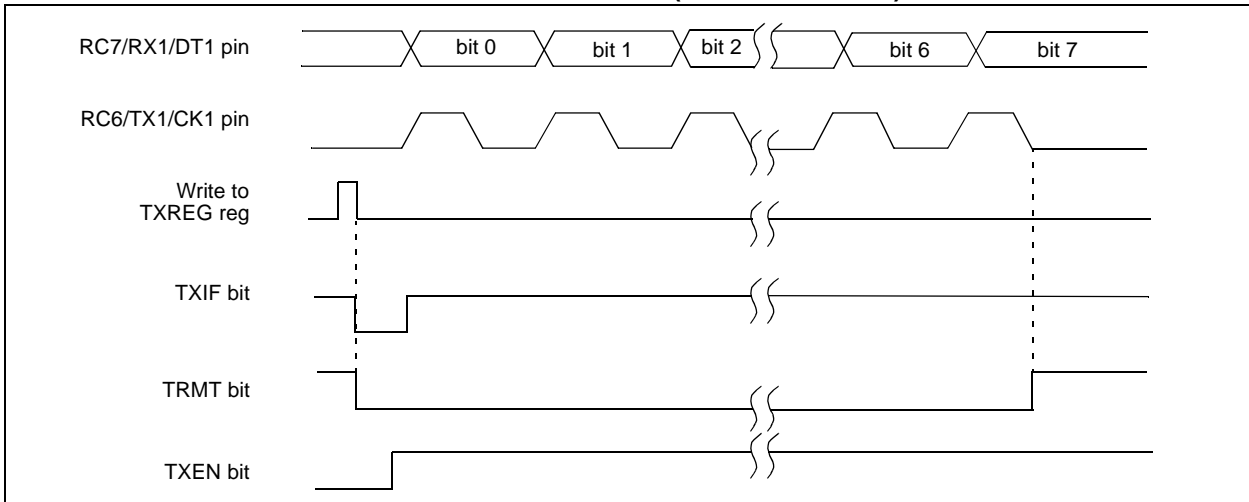 RC7/RX1/DT1 pin
bit 0 bit 1 bit 2 bit 6 bit 7
RC6/TX1/CK1 pin
Write to
TXREG reg
TXIF bit
TRMT bit
TXEN bit